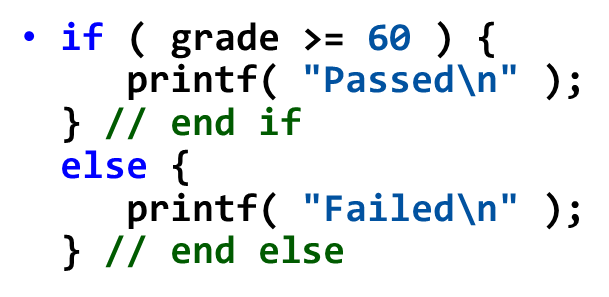 • if ( grade >= 60 ) {
printf( "Passed\n" );
} // end if
else {
printf( "Failed\n" );
} // end else